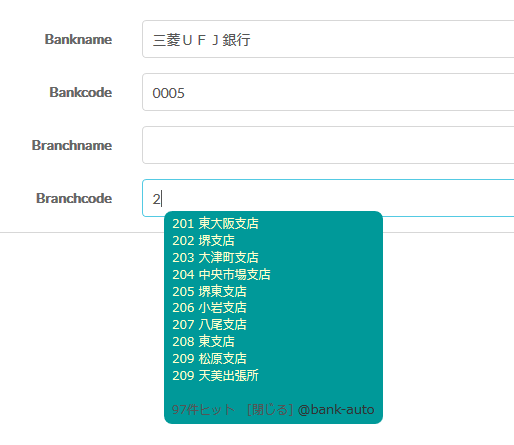 Bankname 三菱ＵＦＪ銀行
Bankcode 0005
Branchname
Branchcode 2
201 東大阪支店
202 堺支店
203 大津町支店
204 中央市場支店
205 堺東支店
206 小岩支店
207 八尾支店
208 東支店
209 松原支店
209 天美出張所
97件ヒット [閉じる] @bank-auto